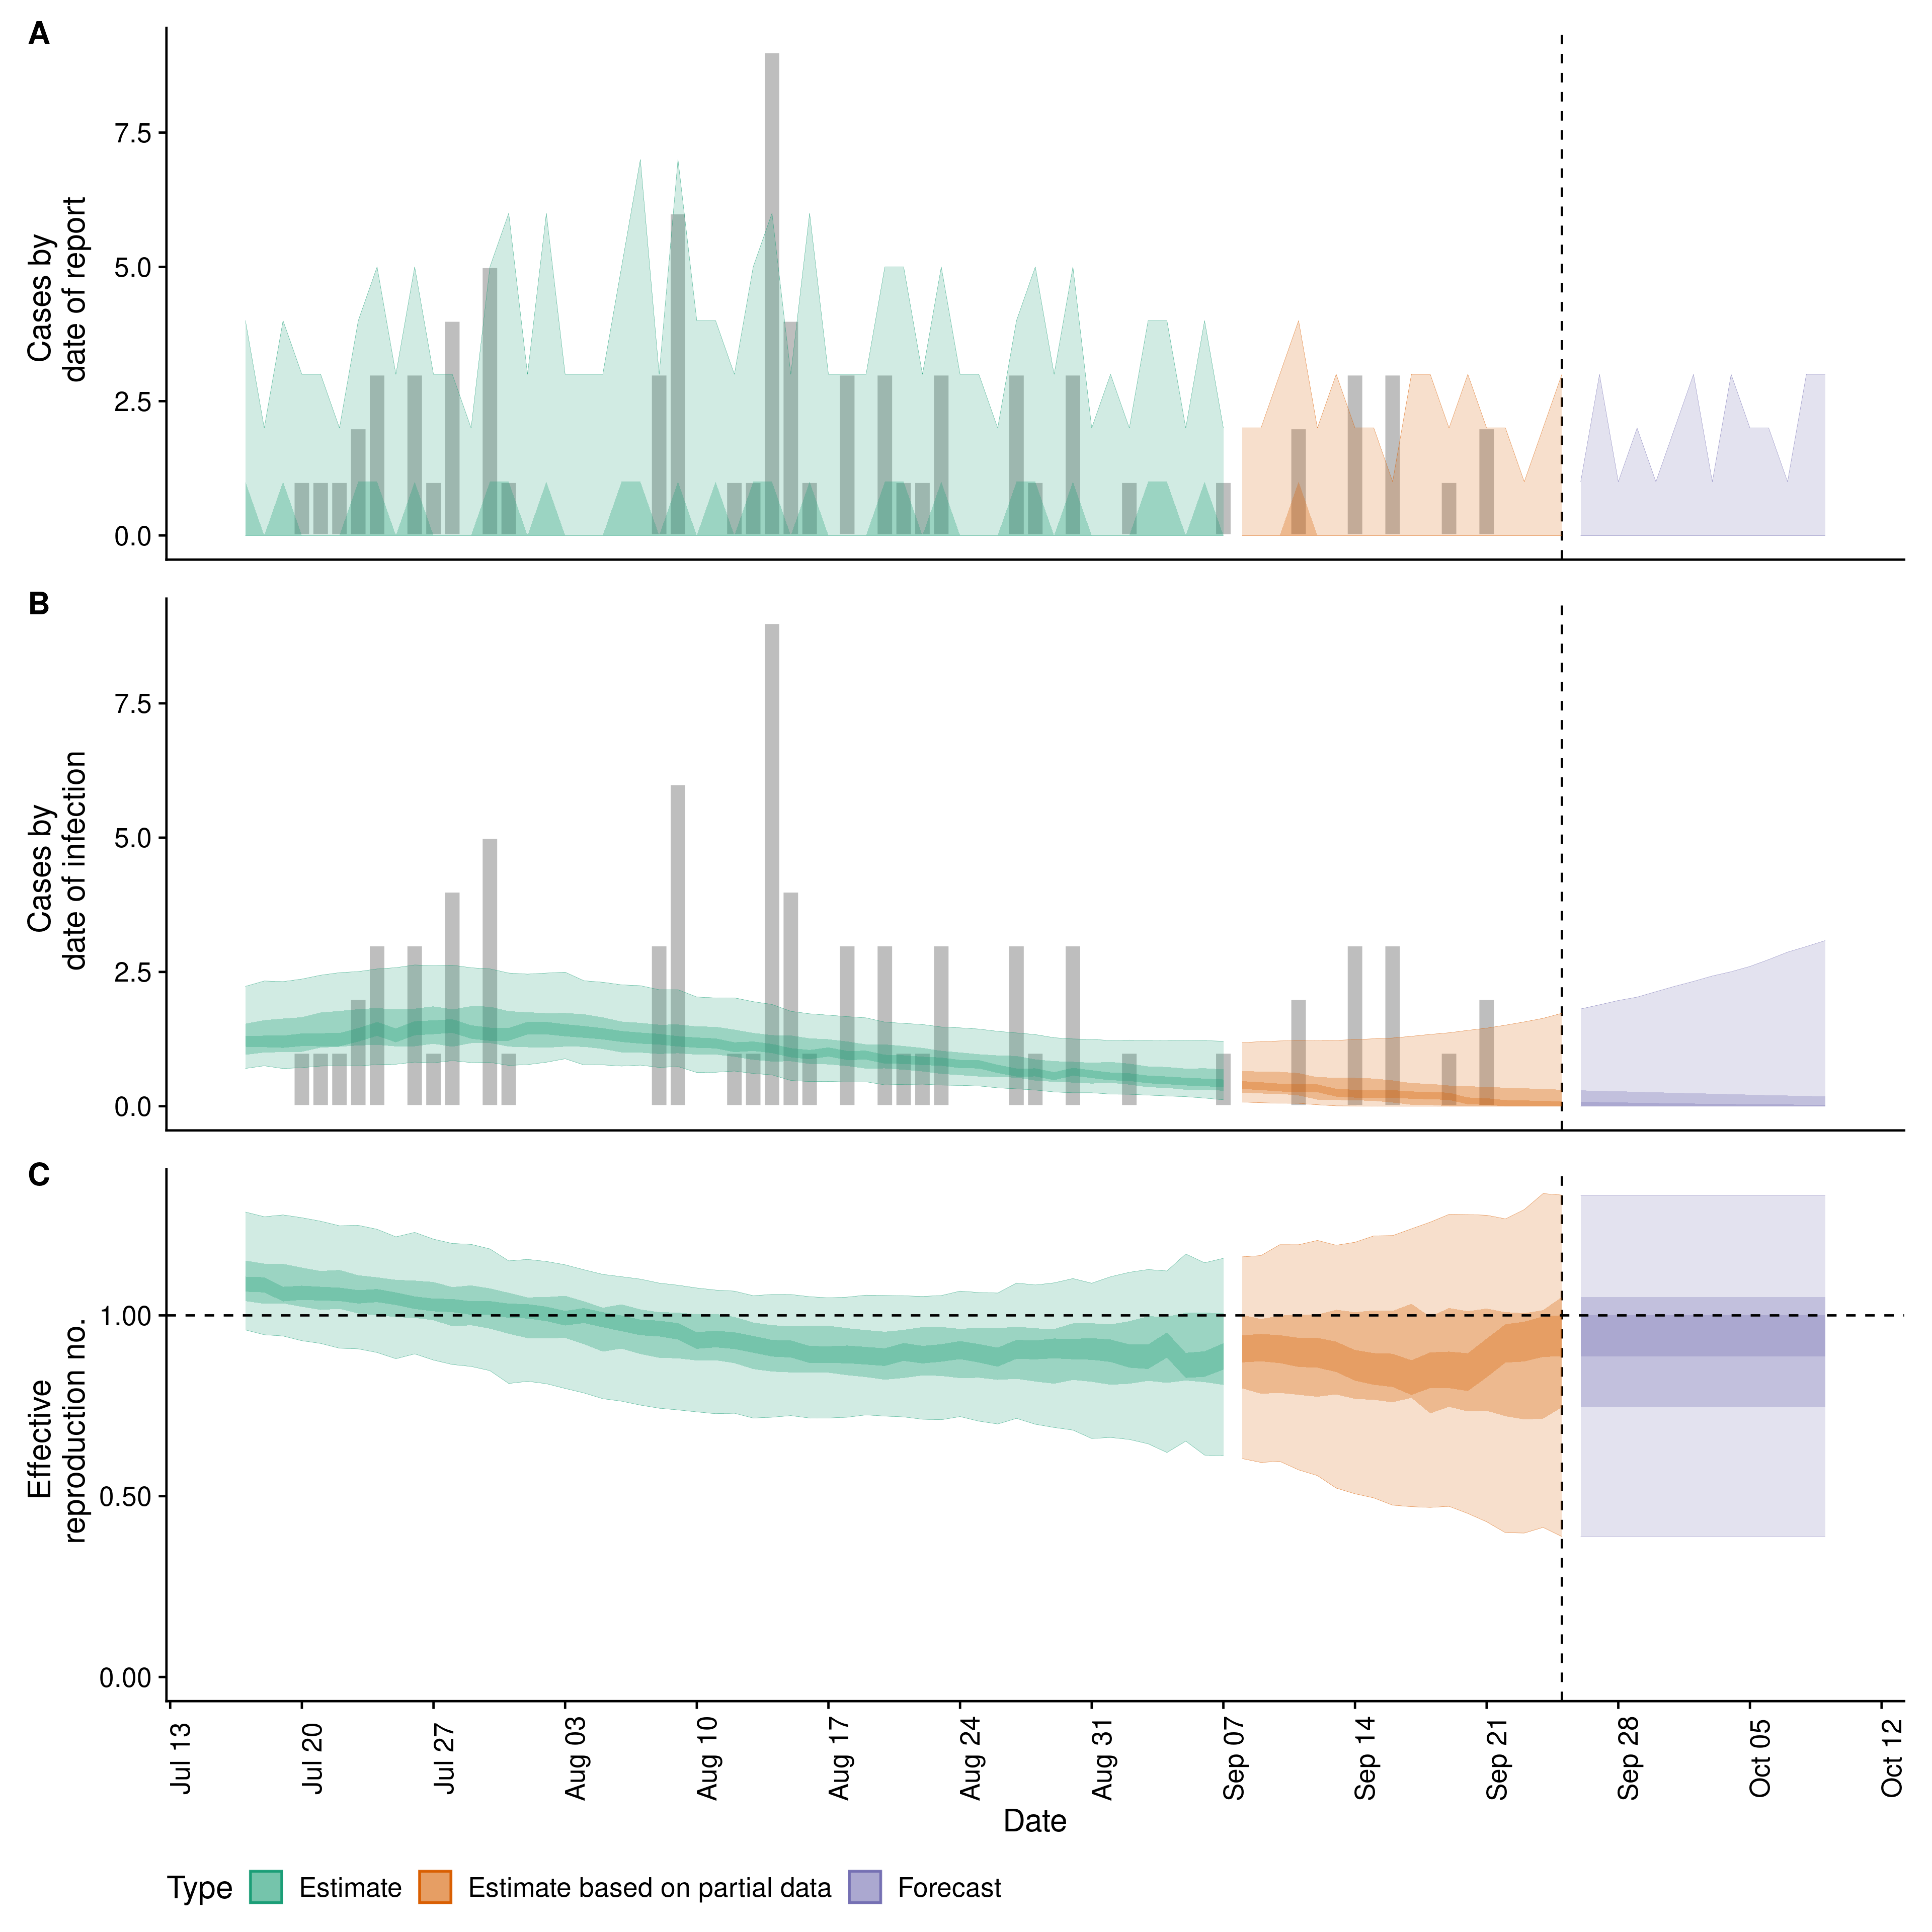 A
Cases by
date of report
7.5
5.0
2.5
0.0
B
Cases by
date of infection
7.5
5.0
2.5
0.0
C
Effective
reproduction no.
1.00
0.50
0.00
Jul 13
Jul 20
Jul 27
Aug 03
Aug 10
Aug 17
Aug 24
Aug 31
Sep 07
Sep 14
Sep 21
Sep 28
Oct 05
Oct 12
Date
Type Estimate Estimate based on partial data Forecast